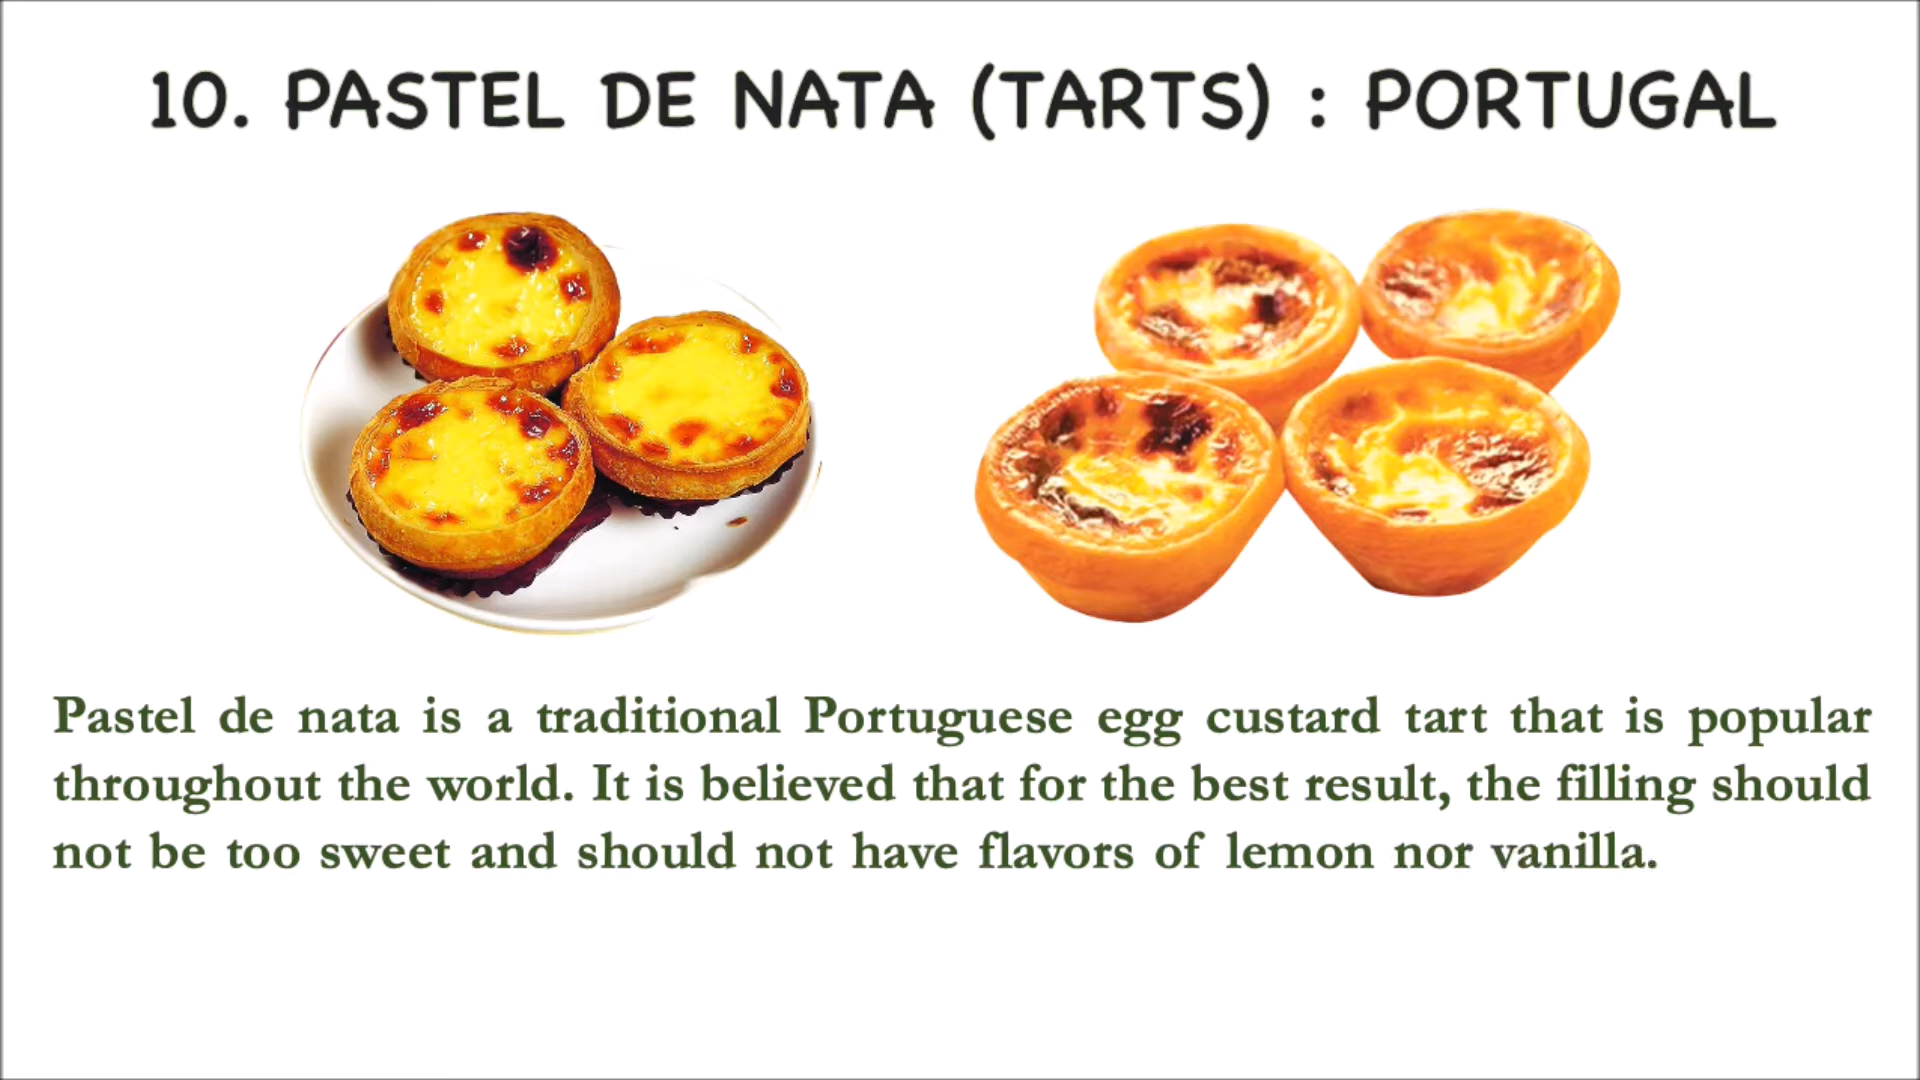 10. PASTEL DE NATA (TARTS) : PORTUGAL
Pastel de nata is a traditional Portuguese egg custard tart that is popular
throughout the world. It is believed that for the best result, the filling should
not be too sweet and should not have flavors of lemon nor vanilla.